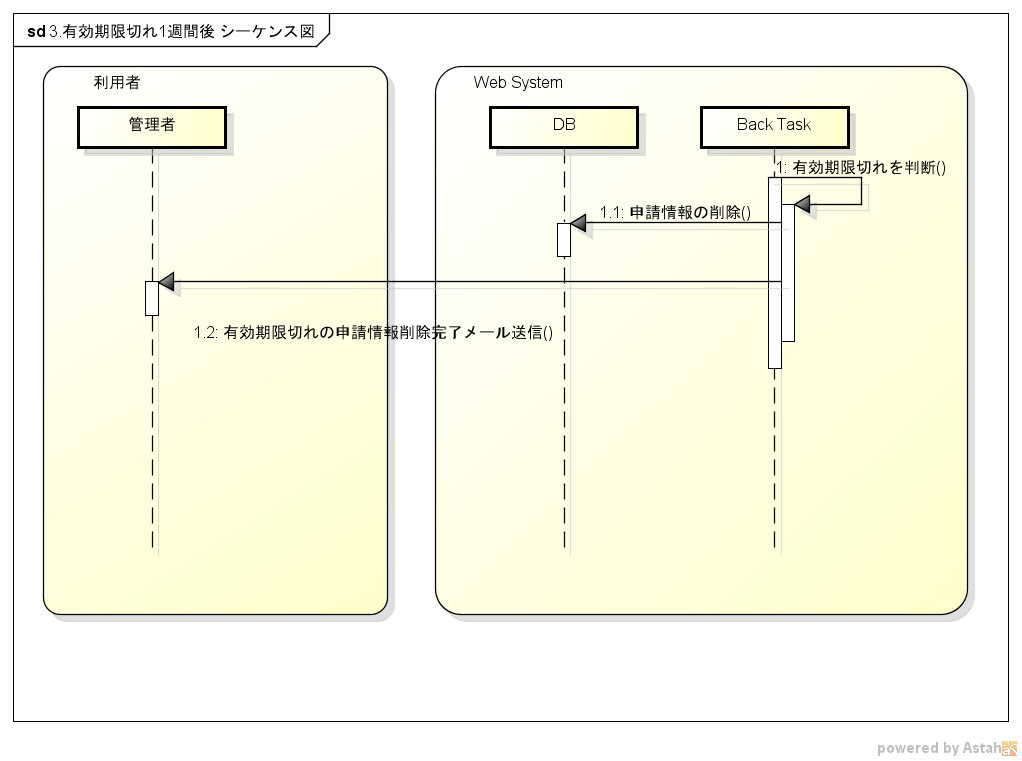 sd 3.有効期限切れ1週間後 シーケンス図
利用者
Web System
管理者
DB
Back Task
1: 有効期限切れを判断()
1.1: 申請情報の削除()
1.2: 有効期限切れの申請情報削除完了メール送信()
powered by Astah